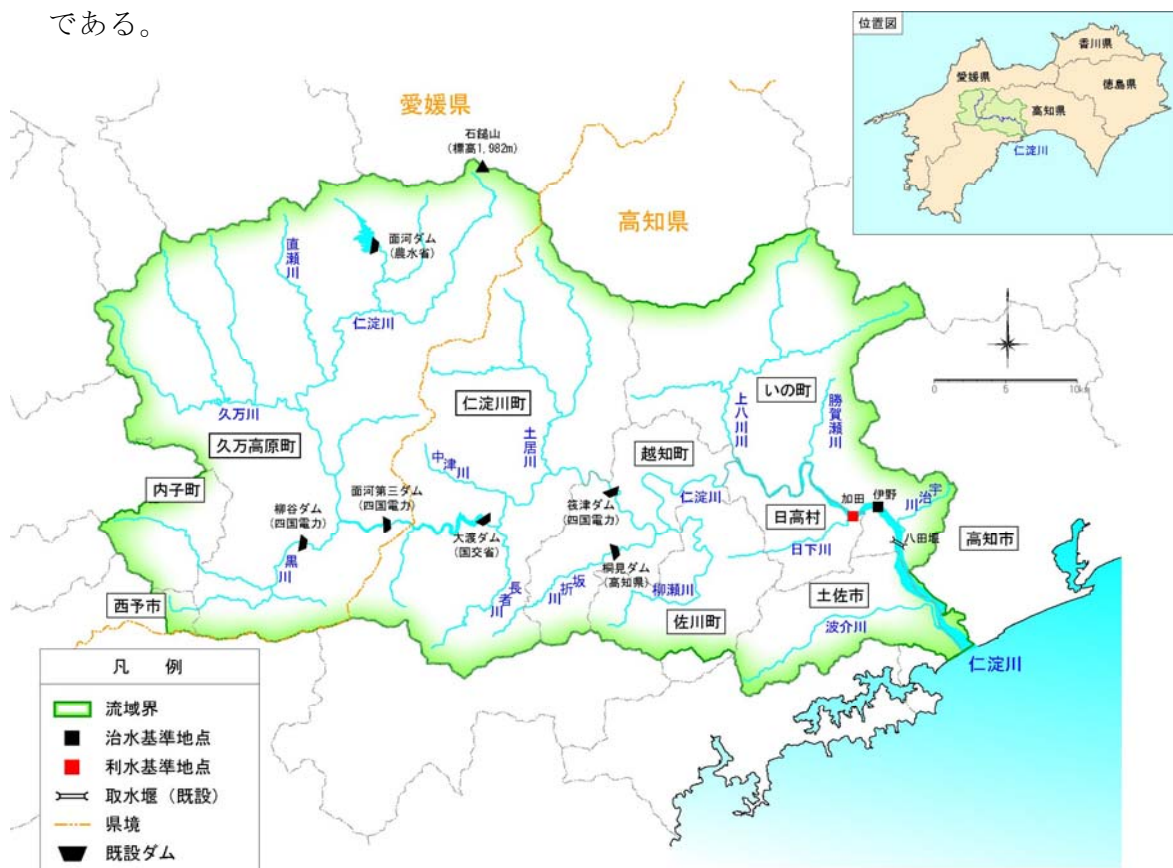 である。
位置図
香川県
愛媛県
徳島県
高知県
仁淀川
愛媛県
石鎚山
(標高1,982m)
高知県
面河ダム
(農水省)
直瀬川
仁淀川
久万川
久万高原町
仁淀川町
土居川
中津川
いの町
上八川川
勝賀瀬川
越知町
仁淀川
内子町
柳谷ダム
(四国電力)
面河第三ダム
(四国電力)
大渡ダム
(国交省)
筏津ダム
(四国電力)
桐見ダム
(高知県)
加田
伊野
宇治川
日高村
日下川
八田堰
高知市
黒川
長者川
坂折川
柳瀬川
西予市
佐川町
土佐市
波介川
仁淀川
0 5 10km
凡 例
流域界
治水基準地点
利水基準地点
取水堰（既設）
県境
既設ダム